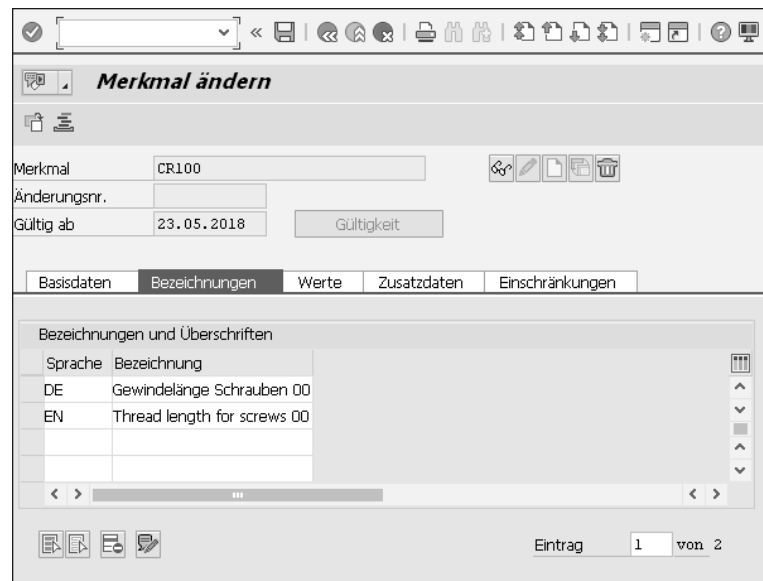 Merkmal ändern
Merkmal CR100
Änderungsnr.
Gültig ab 23.05.2018 Gültigkeit
Basisdaten Bezeichnungen Werte Zusatzdaten Einschränkungen
Bezeichnungen und Überschriften
Sprache Bezeichnung
DE Gewindelänge Schrauben 00
EN Thread length for screws 00
Eintrag 1 von 2